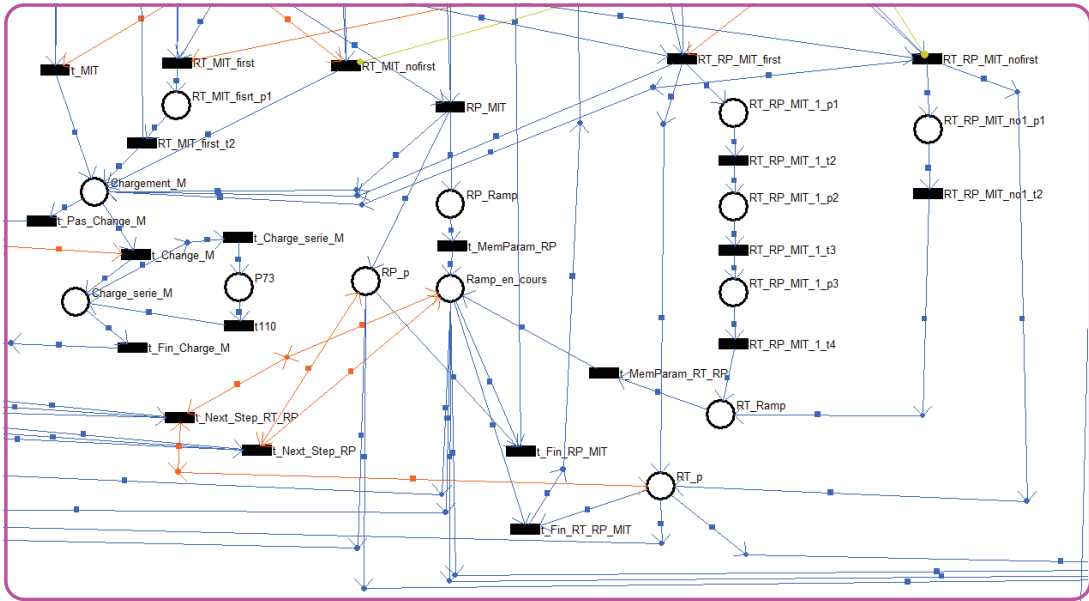 t_MIT
RT_MIT_first
RT_MIT_nofirst
RT_RP_MIT_first
RT_RP_MIT_nofirst
RT_MIT_fisrt_p1
RP_MIT
RT_RP_MIT_1_p1
RT_RP_MIT_no1_p1
RT_MIT_first_t2
RT_RP_MIT_1_t2
Chargement_M
RP_Ramp
RT_RP_MIT_1_p2
RT_RP_MIT_no1_t2
t_Pas_Change_M
t_Charge_serie_M
t_MemParam_RP
RT_RP_MIT_1_t3
t_Change_M
P73
RP_p
Ramp_en_cours
RT_RP_MIT_1_p3
Charge_serie_M
t110
t_Fin_Charge_M
RT_RP_MIT_1_t4
t_MemParam_RT_RP
RT_Ramp
t_Next_Step_RT_RP
t_Next_Step_RP
t_Fin_RP_MIT
RT_p
t_Fin_RT_RP_MIT